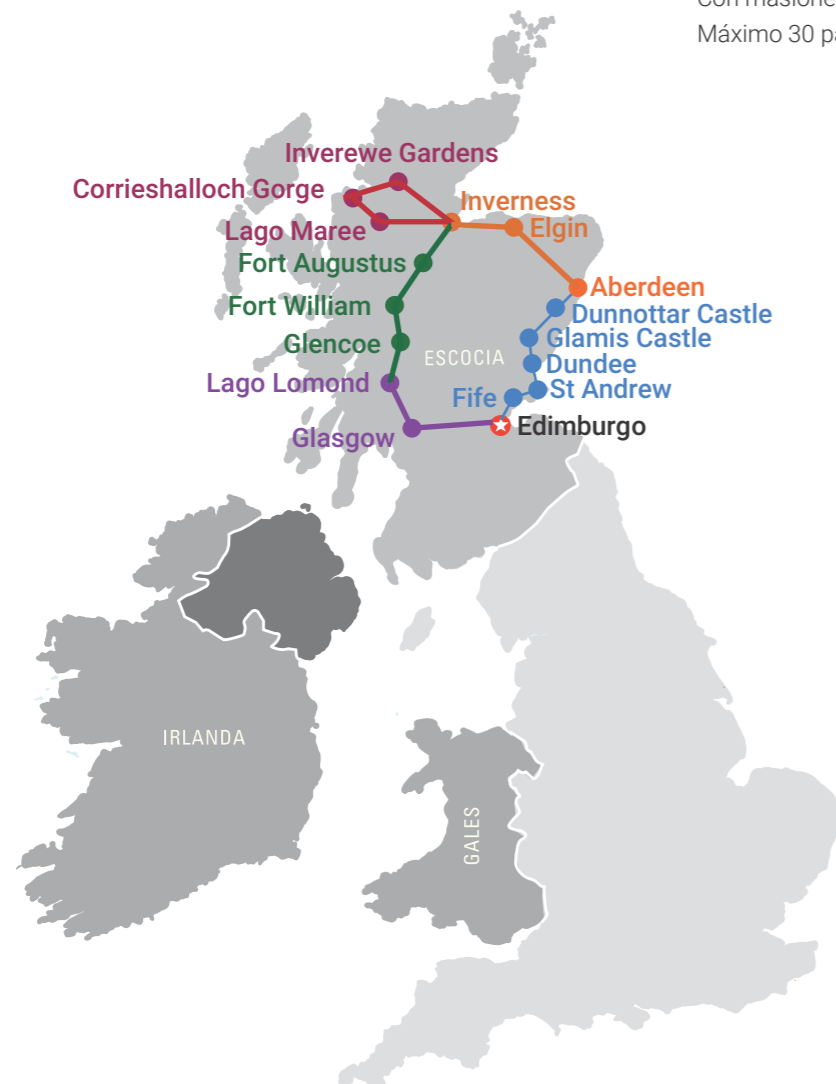 Con
Máximo 30
Inverewe Gardens
Corrieshalloch Gorge
Inverness
Lago Maree
Elgin
Fort Augustus
Aberdeen
Fort William
Dunnottar Castle
Glencoe
Glamis Castle
ESCOCIA
Dundee
Lago Lomond
St Andrew
Fife
Glasgow
Edimburgo
IRLANDA
GALES